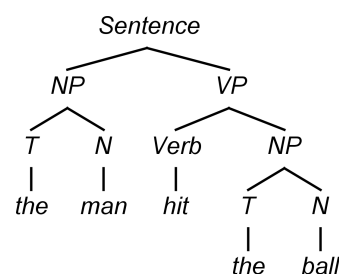 Sentence
NP VP
T N Verb NP
the man hit T N
the ball